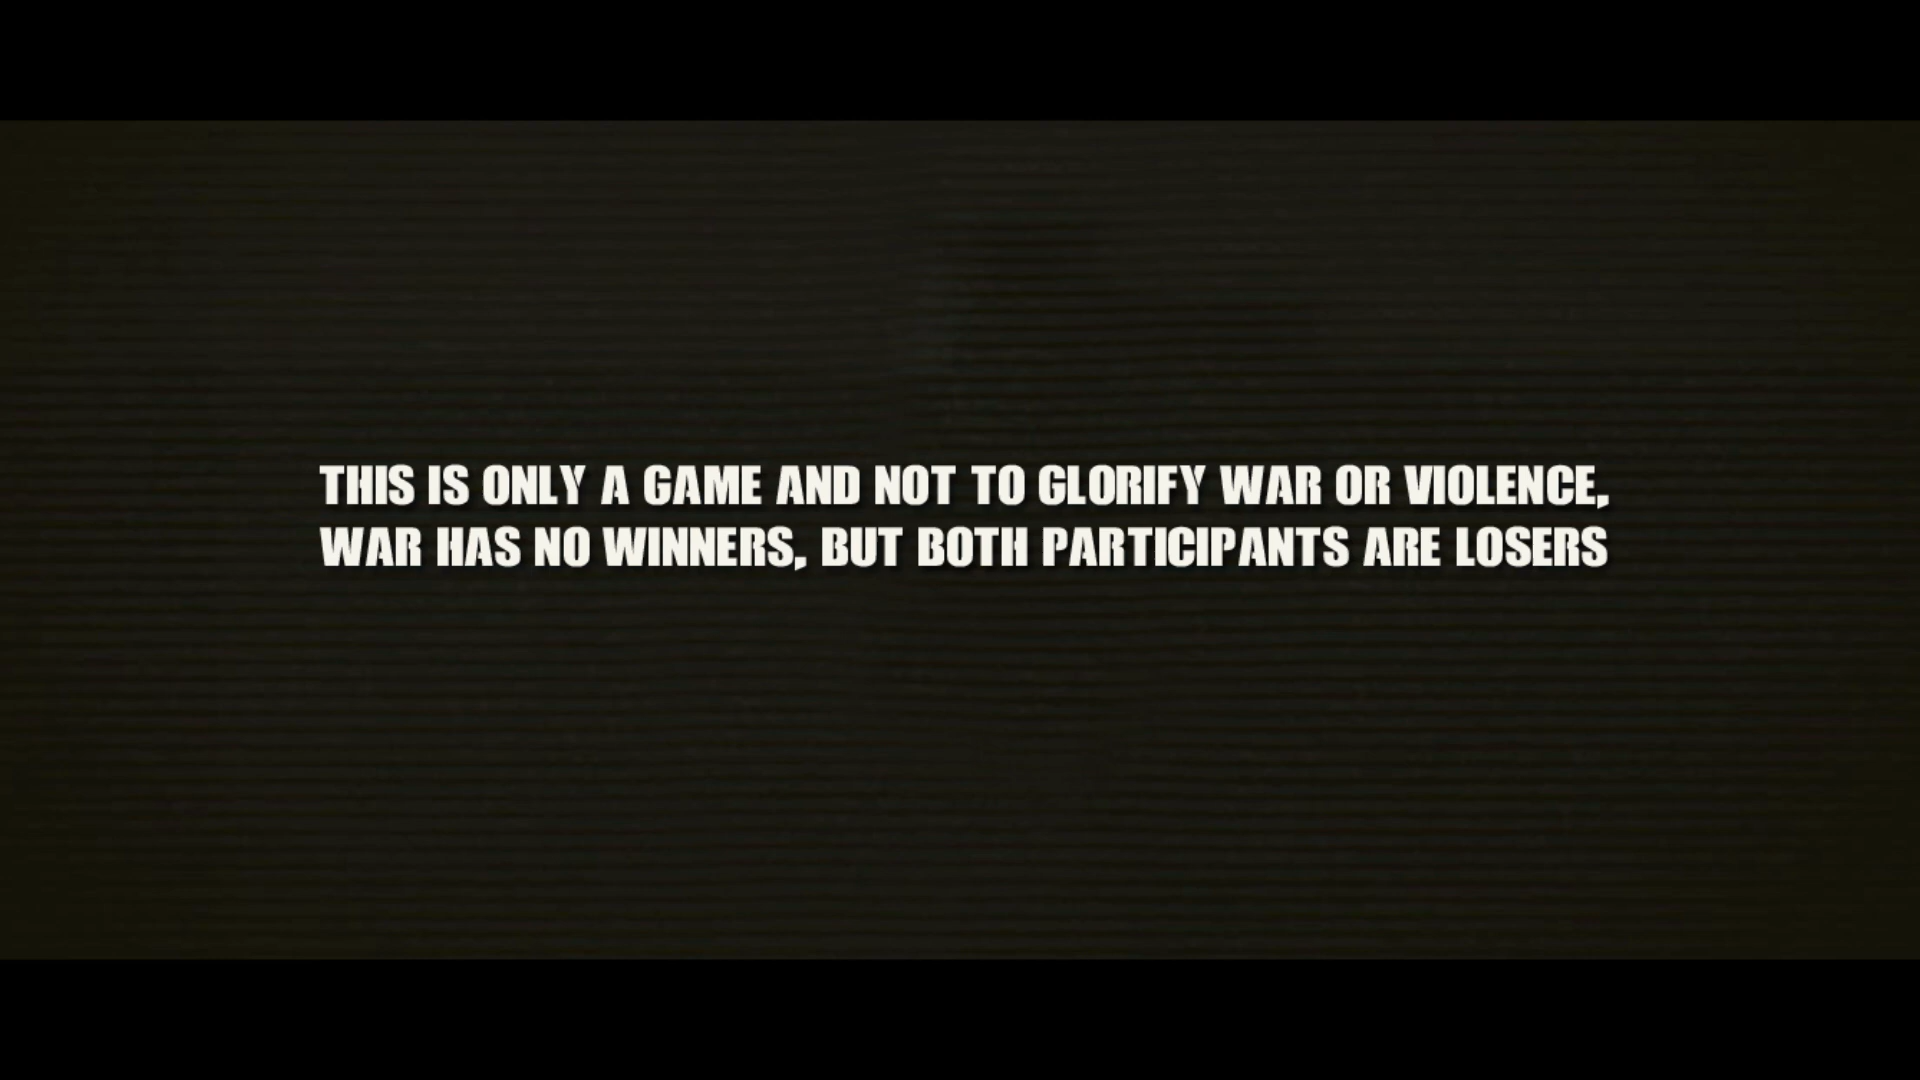 THIS IS ONLY A GAME AND NOT TO GLORIFY WAR OR VIOLENCE,
WAR HAS NO WINNERS, BUT BOTH PARTICIPANTS ARE LOSERS